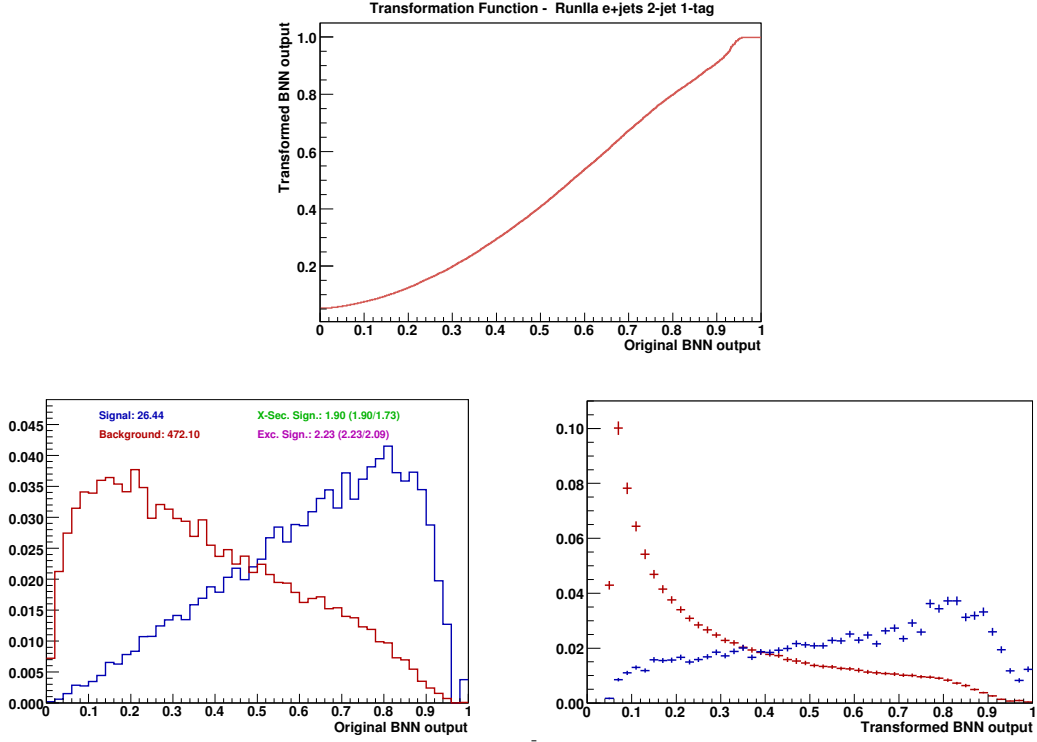 Transformation Function - RunIIa e+jets 2-jet 1-tag
Transformed BNN output
1.0
0.8
0.6
0.4
0.2
0 0.1 0.2 0.3 0.4 0.5 0.6 0.7 0.8 0.9 1
Original BNN output
Signal: 26.44 X-Sec. Sign.: 1.90 (1.90/1.73)
Background: 472.10 Exc. Sign.: 2.23 (2.23/2.09)
0.045
0.040
0.035
0.030
0.025
0.020
0.015
0.010
0.005
0.000
0 0.1 0.2 0.3 0.4 0.5 0.6 0.7 0.8 0.9 1
Original BNN output
0.10
0.08
0.06
0.04
0.02
0.00
0 0.1 0.2 0.3 0.4 0.5 0.6 0.7 0.8 0.9 1
Transformed BNN output